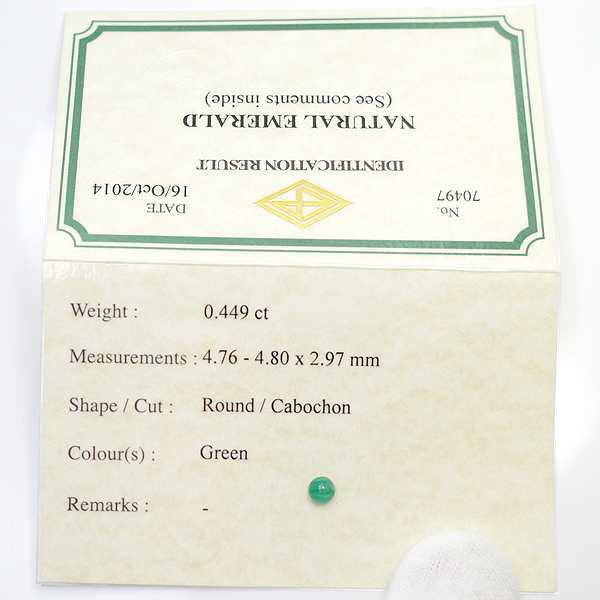 No. 70497
DATE 16/Oct/2014
IDENTIFICATION RESULT
NATURAL EMERALD
(See comments inside)
Weight : 0.449 ct
Measurements : 4.76 - 4.80 x 2.97 mm
Shape / Cut : Round / Cabochon
Colour(s) : Green
Remarks : -